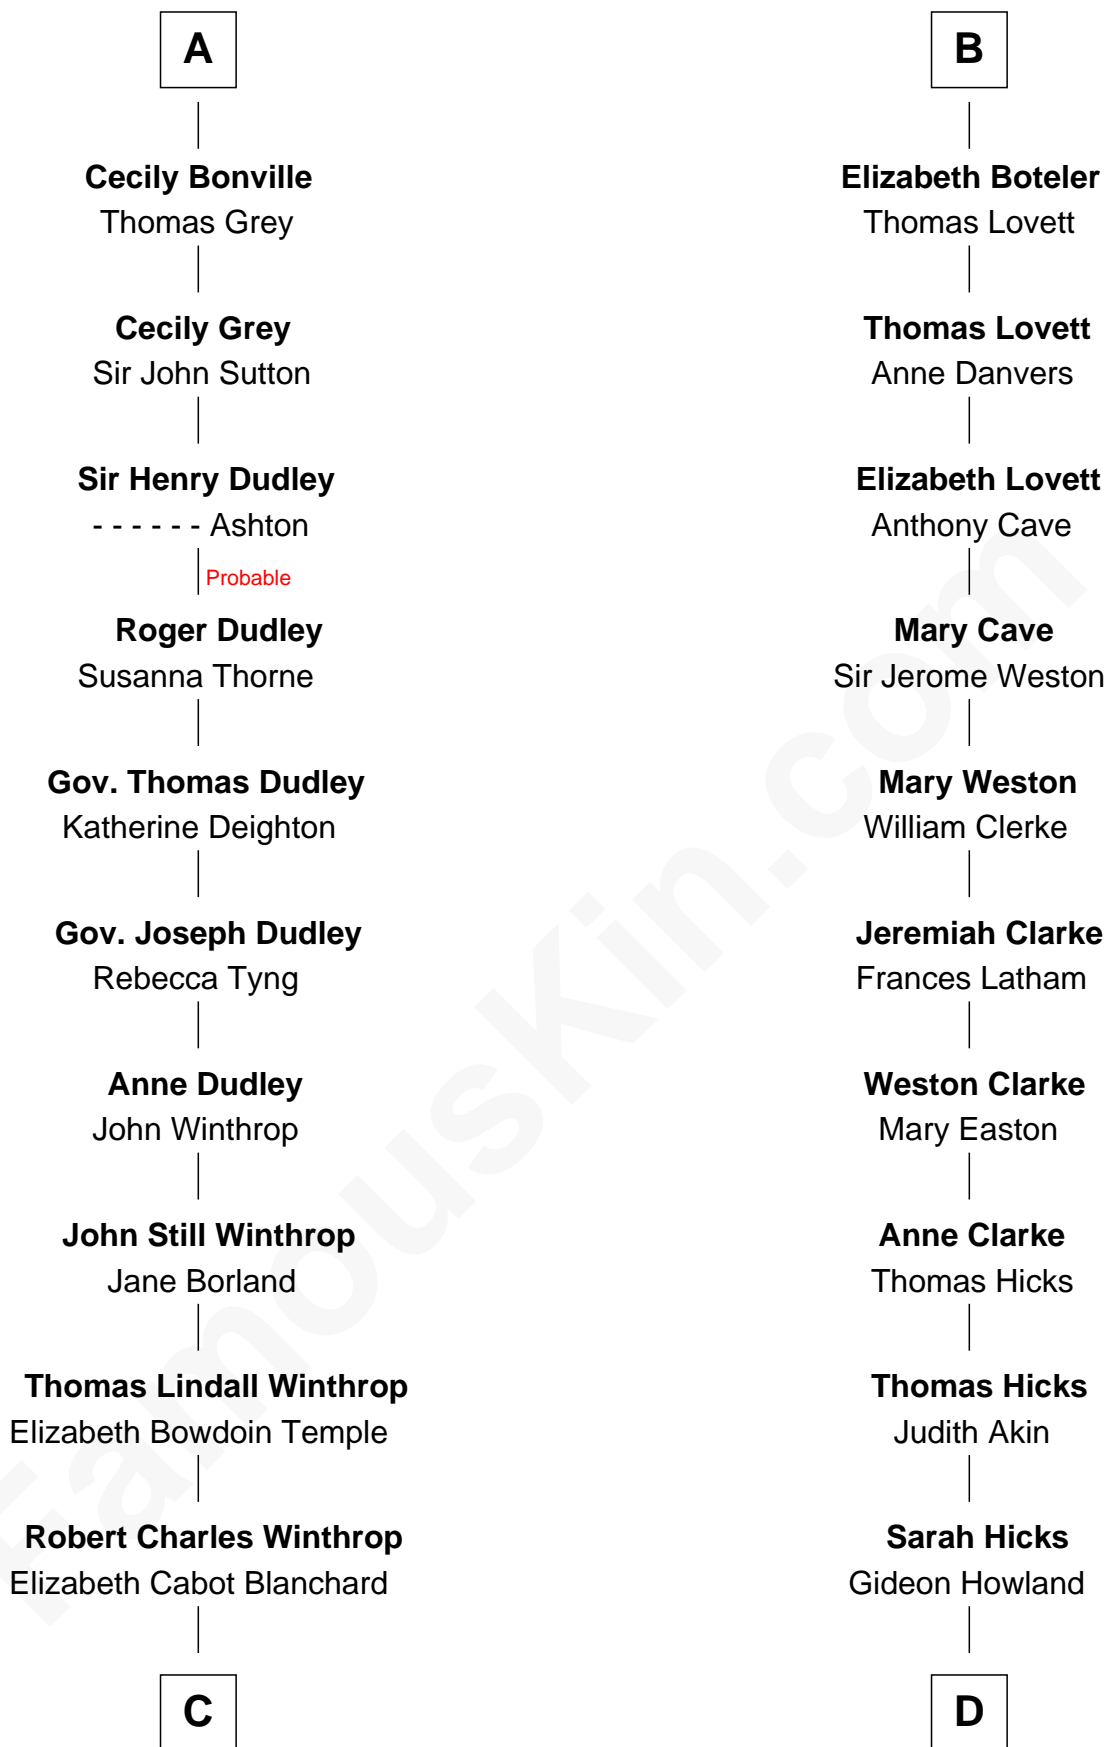 A
Cecily Bonville
Thomas Grey
Cecily Grey
Sir John Sutton
Sir Henry Dudley
- - - - - - Ashton
Probable
Roger Dudley
Susanna Thorne
Gov. Thomas Dudley
Katherine Deighton
Gov. Joseph Dudley
Rebecca Tyng
Anne Dudley
John Winthrop
John Still Winthrop
Jane Borland
Thomas Lindall Winthrop
Elizabeth Bowdoin Temple
Robert Charles Winthrop
Elizabeth Cabot Blanchard
C
B
Elizabeth Boteler
Thomas Lovett
Thomas Lovett
Anne Danvers
Elizabeth Lovett
Anthony Cave
Mary Cave
Sir Jerome Weston
Mary Weston
William Clerke
Jeremiah Clarke
Frances Latham
Weston Clarke
Mary Easton
Anne Clarke
Thomas Hicks
Thomas Hicks
Judith Akin
Sarah Hicks
Gideon Howland
D
FamousKin.com